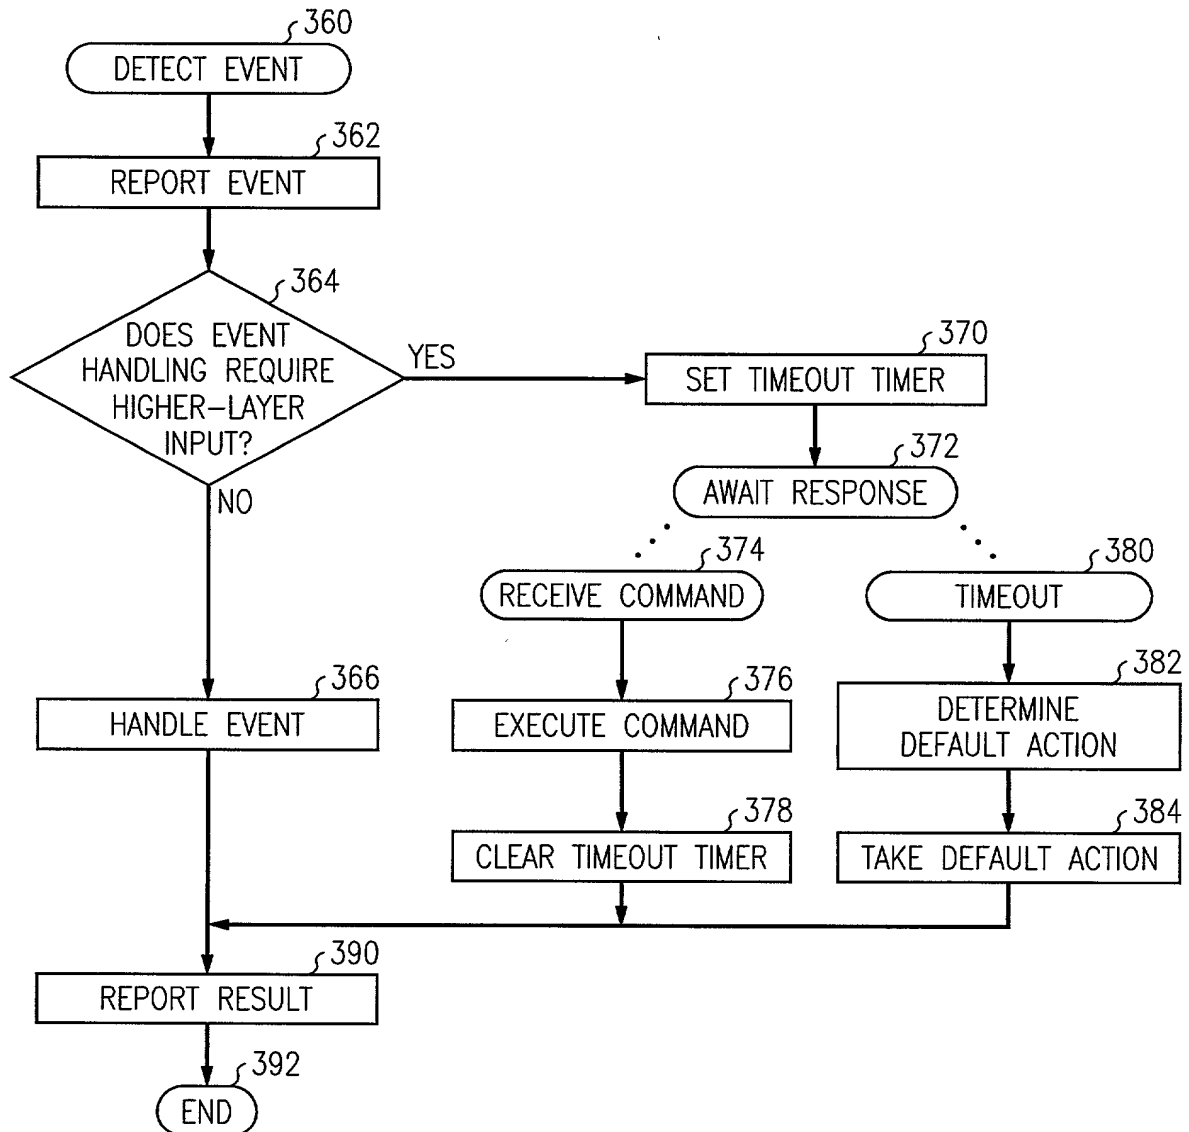 360
DETECT EVENT
362
REPORT EVENT
364
DOES EVENT
HANDLING REQUIRE
HIGHER-LAYER
INPUT?
YES
NO
370
SET TIMEOUT TIMER
372
AWAIT RESPONSE
374
RECEIVE COMMAND
380
TIMEOUT
366
HANDLE EVENT
376
EXECUTE COMMAND
382
DETERMINE
DEFAULT ACTION
378
CLEAR TIMEOUT TIMER
384
TAKE DEFAULT ACTION
390
REPORT RESULT
392
END